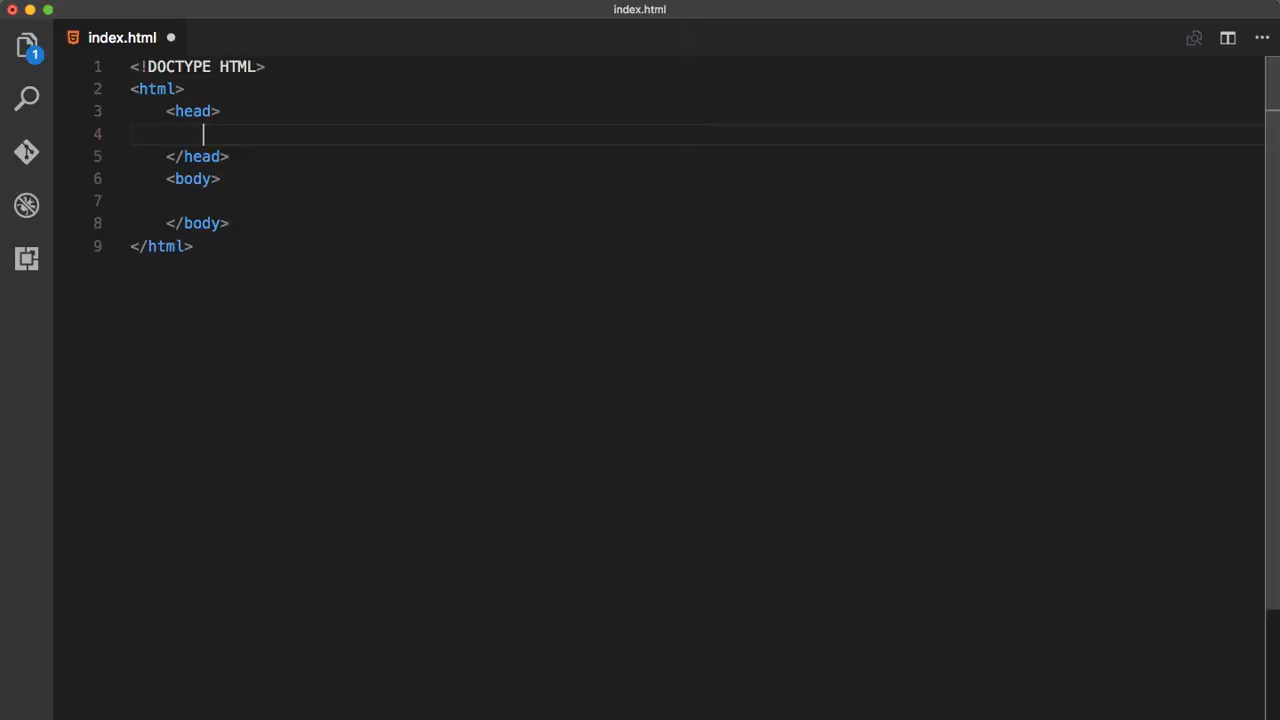 index.html
index.html
1
1 <!DOCTYPE HTML>
2 <html>
3     <head>
4
5     </head>
6     <body>
7
8     </body>
9 </html>